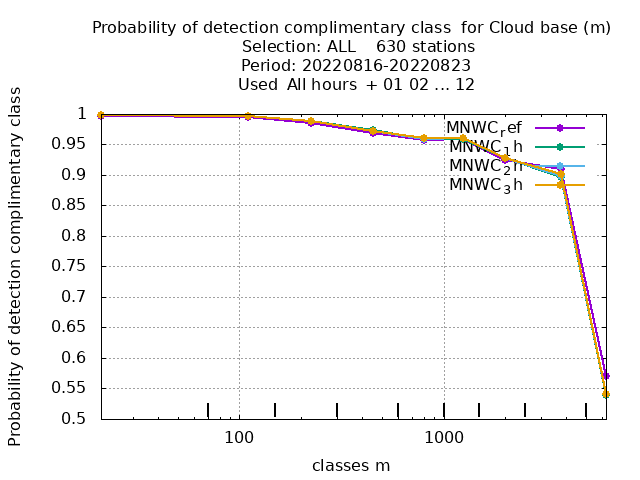 Probability of detection complimentary class  for Cloud base (m)
Selection: ALL    630 stations
Period: 20220816-20220823
Used  All hours  + 01 02 ... 12
Probability of detection complimentary class
1
0.95
0.9
0.85
0.8
0.75
0.7
0.65
0.6
0.55
0.5
MNWC_ref
MNWC_1h
MNWC_2h
MNWC_3h
100
1000
classes m